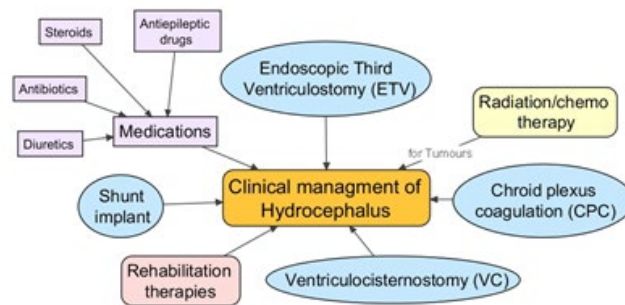 Steroids
Antiepileptic
drugs
Antibiotics
Diuretics
Medications
Endoscopic Third
Ventriculostomy (ETV)
Radiation/chemo
therapy
for Tumours
Shunt
implant
Clinical managment of
Hydrocephalus
Chroid plexus
coagulation (CPC)
Rehabilitation
therapies
Ventriculocisternostomy (VC)